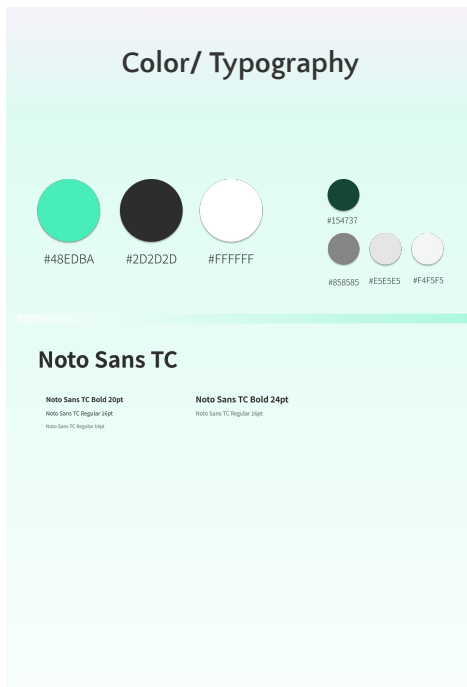 Color/ Typography
#48EDBA
#2D2D2D
#FFFFFF
#154737
#858585
#E5E5E5
#F4F5F5
Noto Sans TC
Noto Sans TC Bold 20pt
Noto Sans TC Regular 16pt
Noto Sans TC Regular 14pt
Noto Sans TC Bold 24pt
Noto Sans TC Regular 16pt